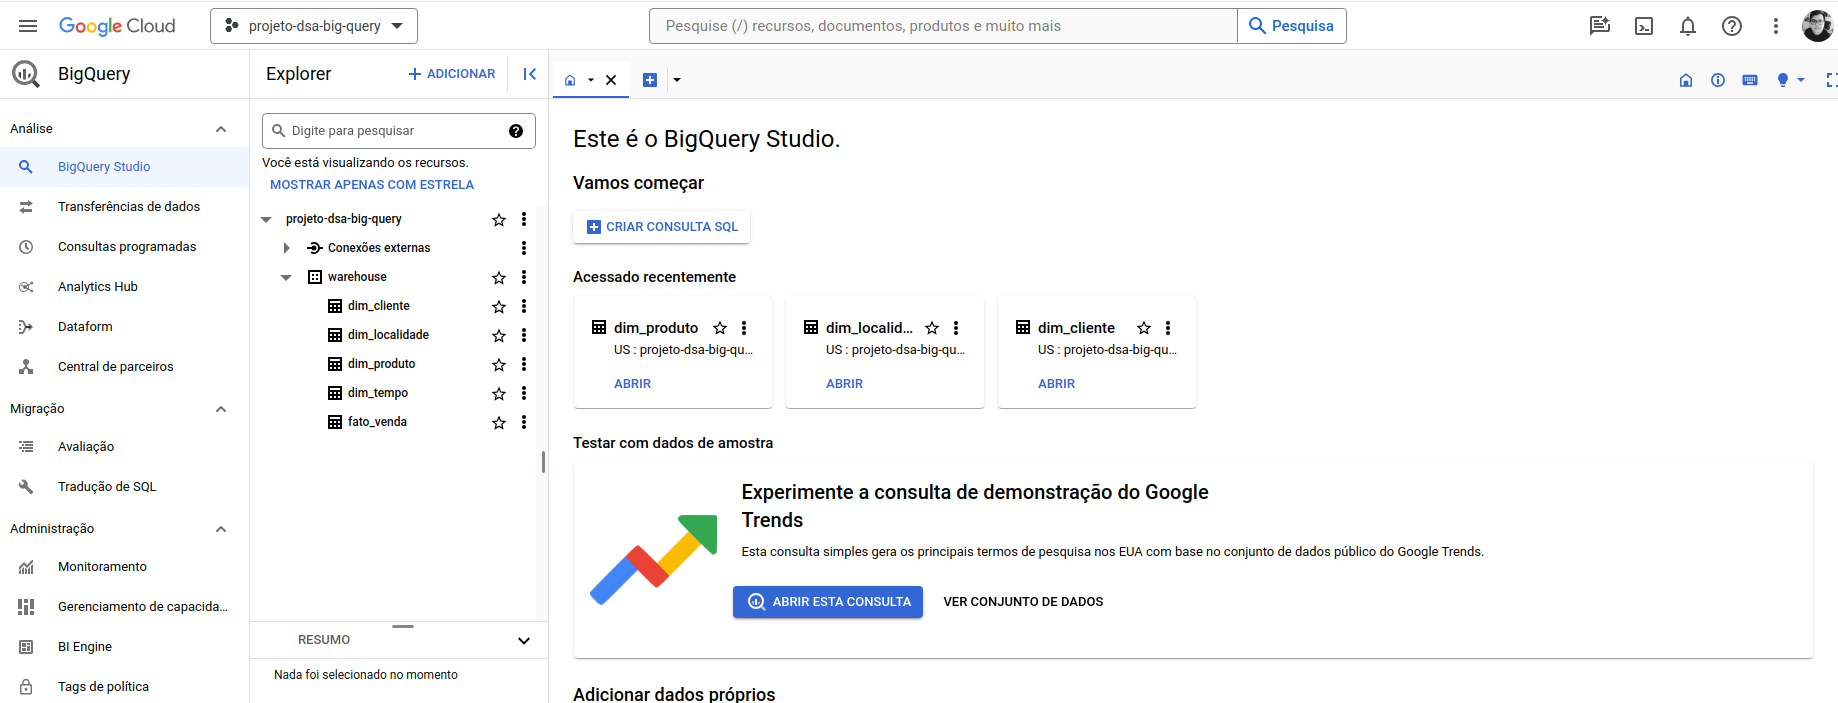 Google Cloud
projeto-dsa-big-query
Pesquise (/) recursos, documentos, produtos e muito mais
Pesquisa
BigQuery
Análise
BigQuery Studio
Transferências de dados
Consultas programadas
Analytics Hub
Dataform
Central de parceiros
Migração
Avaliação
Tradução de SQL
Administração
Monitoramento
Gerenciamento de capacida...
BI Engine
Tags de política
Explorer
ADICIONAR
Digite para pesquisar
Você está visualizando os recursos.
MOSTRAR APENAS COM ESTRELA
projeto-dsa-big-query
Conexões externas
warehouse
dim_cliente
dim_localidade
dim_produto
dim_tempo
fato_venda
RESUMO
Nada foi selecionado no momento
Este é o BigQuery Studio.
Vamos começar
CRIAR CONSULTA SQL
Acessado recentemente
dim_produto
US : projeto-dsa-big-qu...
ABRIR
dim_localid...
US : projeto-dsa-big-qu...
ABRIR
dim_cliente
US : projeto-dsa-big-qu...
ABRIR
Testar com dados de amostra
Experimente a consulta de demonstração do Google
Trends
Esta consulta simples gera os principais termos de pesquisa nos EUA com base no conjunto de dados público do Google Trends.
ABRIR ESTA CONSULTA
VER CONJUNTO DE DADOS
Adicionar dados próprios